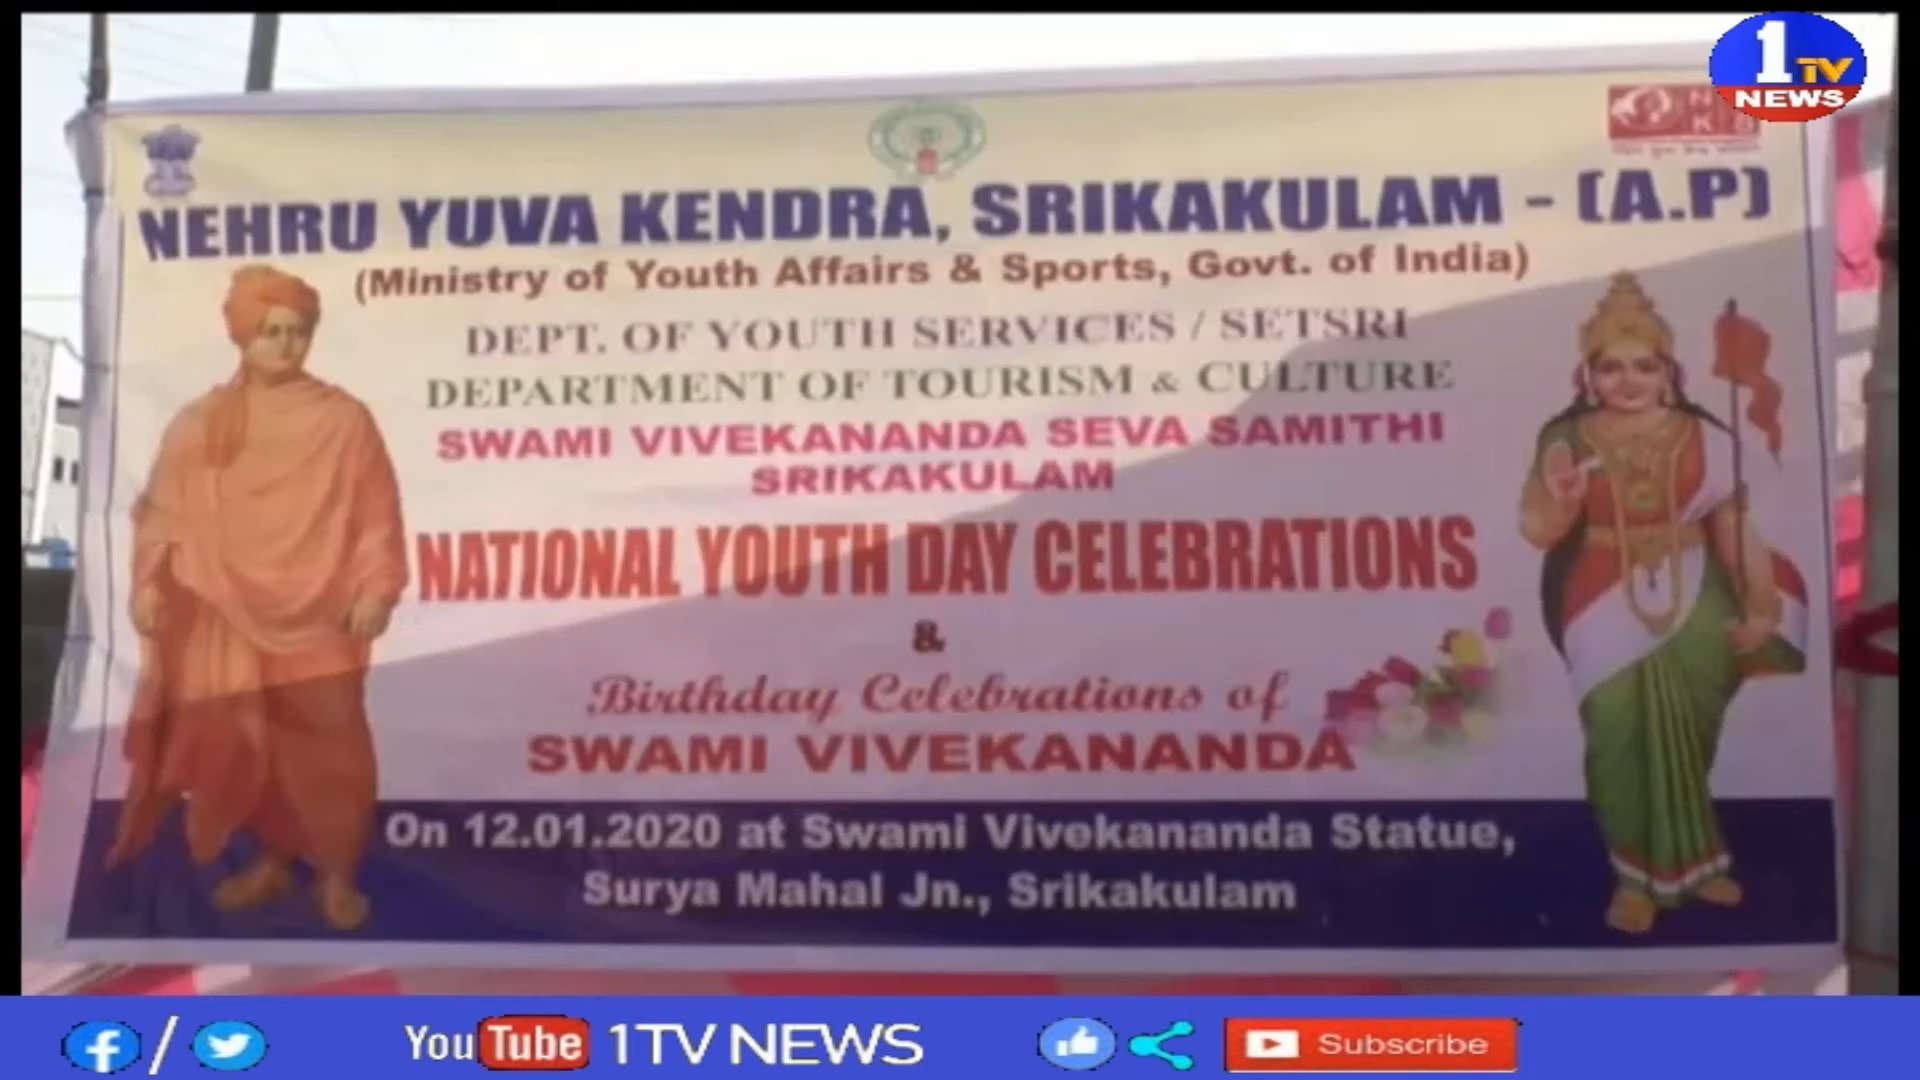 1
TV
NEWS
NEHRU YUVA KENDRA, SRIKAKULAM - (A.P)
(Ministry of Youth Affairs & Sports, Govt. of India)
DEPT. OF YOUTH SERVICES / SETSRI
DEPARTMENT OF TOURISM & CULTURE
SWAMI VIVEKANANDA SEVA SAMITHI
SRIKAKULAM
NATIONAL YOUTH DAY CELEBRATIONS
&
Birthday Celebrations of
SWAMI VIVEKANANDA
On 12.01.2020 at Swami Vivekananda Statue,
Surya Mahal Jn., Srikakulam
YouTube 1TV NEWS Subscribe